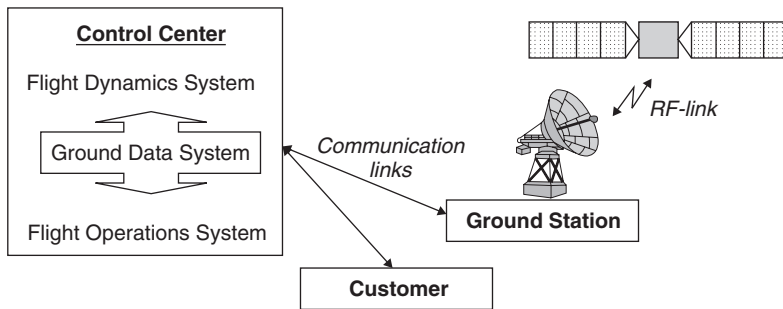 Control Center
Flight Dynamics System
Ground Data System
Flight Operations System
Communication
links
RF-link
Ground Station
Customer